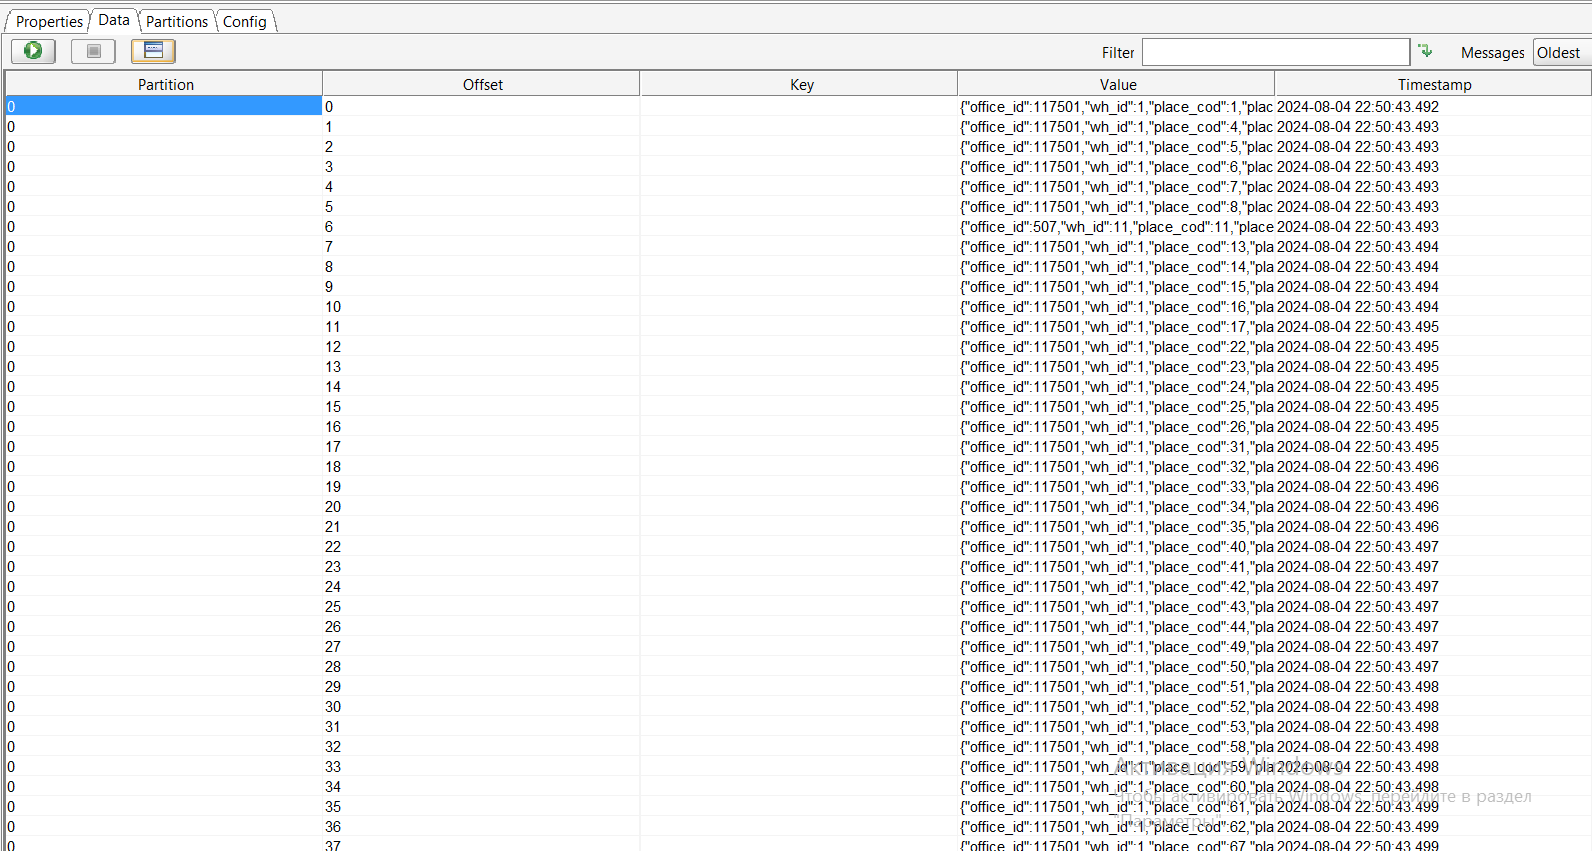 Properties Data Partitions Config
Filter Messages Oldest
Partition Offset Key Value Timestamp
0 0 {"office_id":117501,"wh_id":1,"place_cod":1,"plac 2024-08-04 22:50:43.492
0 1 {"office_id":117501,"wh_id":1,"place_cod":4,"plac 2024-08-04 22:50:43.493
0 2 {"office_id":117501,"wh_id":1,"place_cod":5,"plac 2024-08-04 22:50:43.493
0 3 {"office_id":117501,"wh_id":1,"place_cod":6,"plac 2024-08-04 22:50:43.493
0 4 {"office_id":117501,"wh_id":1,"place_cod":7,"plac 2024-08-04 22:50:43.493
0 5 {"office_id":117501,"wh_id":1,"place_cod":8,"plac 2024-08-04 22:50:43.493
0 6 {"office_id":507,"wh_id":11,"place_cod":11,"place 2024-08-04 22:50:43.493
0 7 {"office_id":117501,"wh_id":1,"place_cod":13,"pla 2024-08-04 22:50:43.494
0 8 {"office_id":117501,"wh_id":1,"place_cod":14,"pla 2024-08-04 22:50:43.494
0 9 {"office_id":117501,"wh_id":1,"place_cod":15,"pla 2024-08-04 22:50:43.494
0 10 {"office_id":117501,"wh_id":1,"place_cod":16,"pla 2024-08-04 22:50:43.494
0 11 {"office_id":117501,"wh_id":1,"place_cod":17,"pla 2024-08-04 22:50:43.495
0 12 {"office_id":117501,"wh_id":1,"place_cod":22,"pla 2024-08-04 22:50:43.495
0 13 {"office_id":117501,"wh_id":1,"place_cod":23,"pla 2024-08-04 22:50:43.495
0 14 {"office_id":117501,"wh_id":1,"place_cod":24,"pla 2024-08-04 22:50:43.495
0 15 {"office_id":117501,"wh_id":1,"place_cod":25,"pla 2024-08-04 22:50:43.495
0 16 {"office_id":117501,"wh_id":1,"place_cod":26,"pla 2024-08-04 22:50:43.495
0 17 {"office_id":117501,"wh_id":1,"place_cod":31,"pla 2024-08-04 22:50:43.495
0 18 {"office_id":117501,"wh_id":1,"place_cod":32,"pla 2024-08-04 22:50:43.496
0 19 {"office_id":117501,"wh_id":1,"place_cod":33,"pla 2024-08-04 22:50:43.496
0 20 {"office_id":117501,"wh_id":1,"place_cod":34,"pla 2024-08-04 22:50:43.496
0 21 {"office_id":117501,"wh_id":1,"place_cod":35,"pla 2024-08-04 22:50:43.496
0 22 {"office_id":117501,"wh_id":1,"place_cod":40,"pla 2024-08-04 22:50:43.497
0 23 {"office_id":117501,"wh_id":1,"place_cod":41,"pla 2024-08-04 22:50:43.497
0 24 {"office_id":117501,"wh_id":1,"place_cod":42,"pla 2024-08-04 22:50:43.497
0 25 {"office_id":117501,"wh_id":1,"place_cod":43,"pla 2024-08-04 22:50:43.497
0 26 {"office_id":117501,"wh_id":1,"place_cod":44,"pla 2024-08-04 22:50:43.497
0 27 {"office_id":117501,"wh_id":1,"place_cod":49,"pla 2024-08-04 22:50:43.497
0 28 {"office_id":117501,"wh_id":1,"place_cod":50,"pla 2024-08-04 22:50:43.497
0 29 {"office_id":117501,"wh_id":1,"place_cod":51,"pla 2024-08-04 22:50:43.498
0 30 {"office_id":117501,"wh_id":1,"place_cod":52,"pla 2024-08-04 22:50:43.498
0 31 {"office_id":117501,"wh_id":1,"place_cod":53,"pla 2024-08-04 22:50:43.498
0 32 {"office_id":117501,"wh_id":1,"place_cod":58,"pla 2024-08-04 22:50:43.498
0 33 {"office_id":117501,"wh_id":1,"place_cod":59,"pla 2024-08-04 22:50:43.498
Активация Windows
0 34 {"office_id":117501,"wh_id":1,"place_cod":60,"pla 2024-08-04 22:50:43.498
Чтобы активировать Windows, перейдите в раздел
0 35 {"office_id":117501,"wh_id":1,"place_cod":61,"pla 2024-08-04 22:50:43.499
"Параметры".
0 36 {"office_id":117501,"wh_id":1,"place_cod":62,"pla 2024-08-04 22:50:43.499
0 37 {"office_id":117501,"wh_id":1,"place_cod":67,"pla 2024-08-04 22:50:43.499